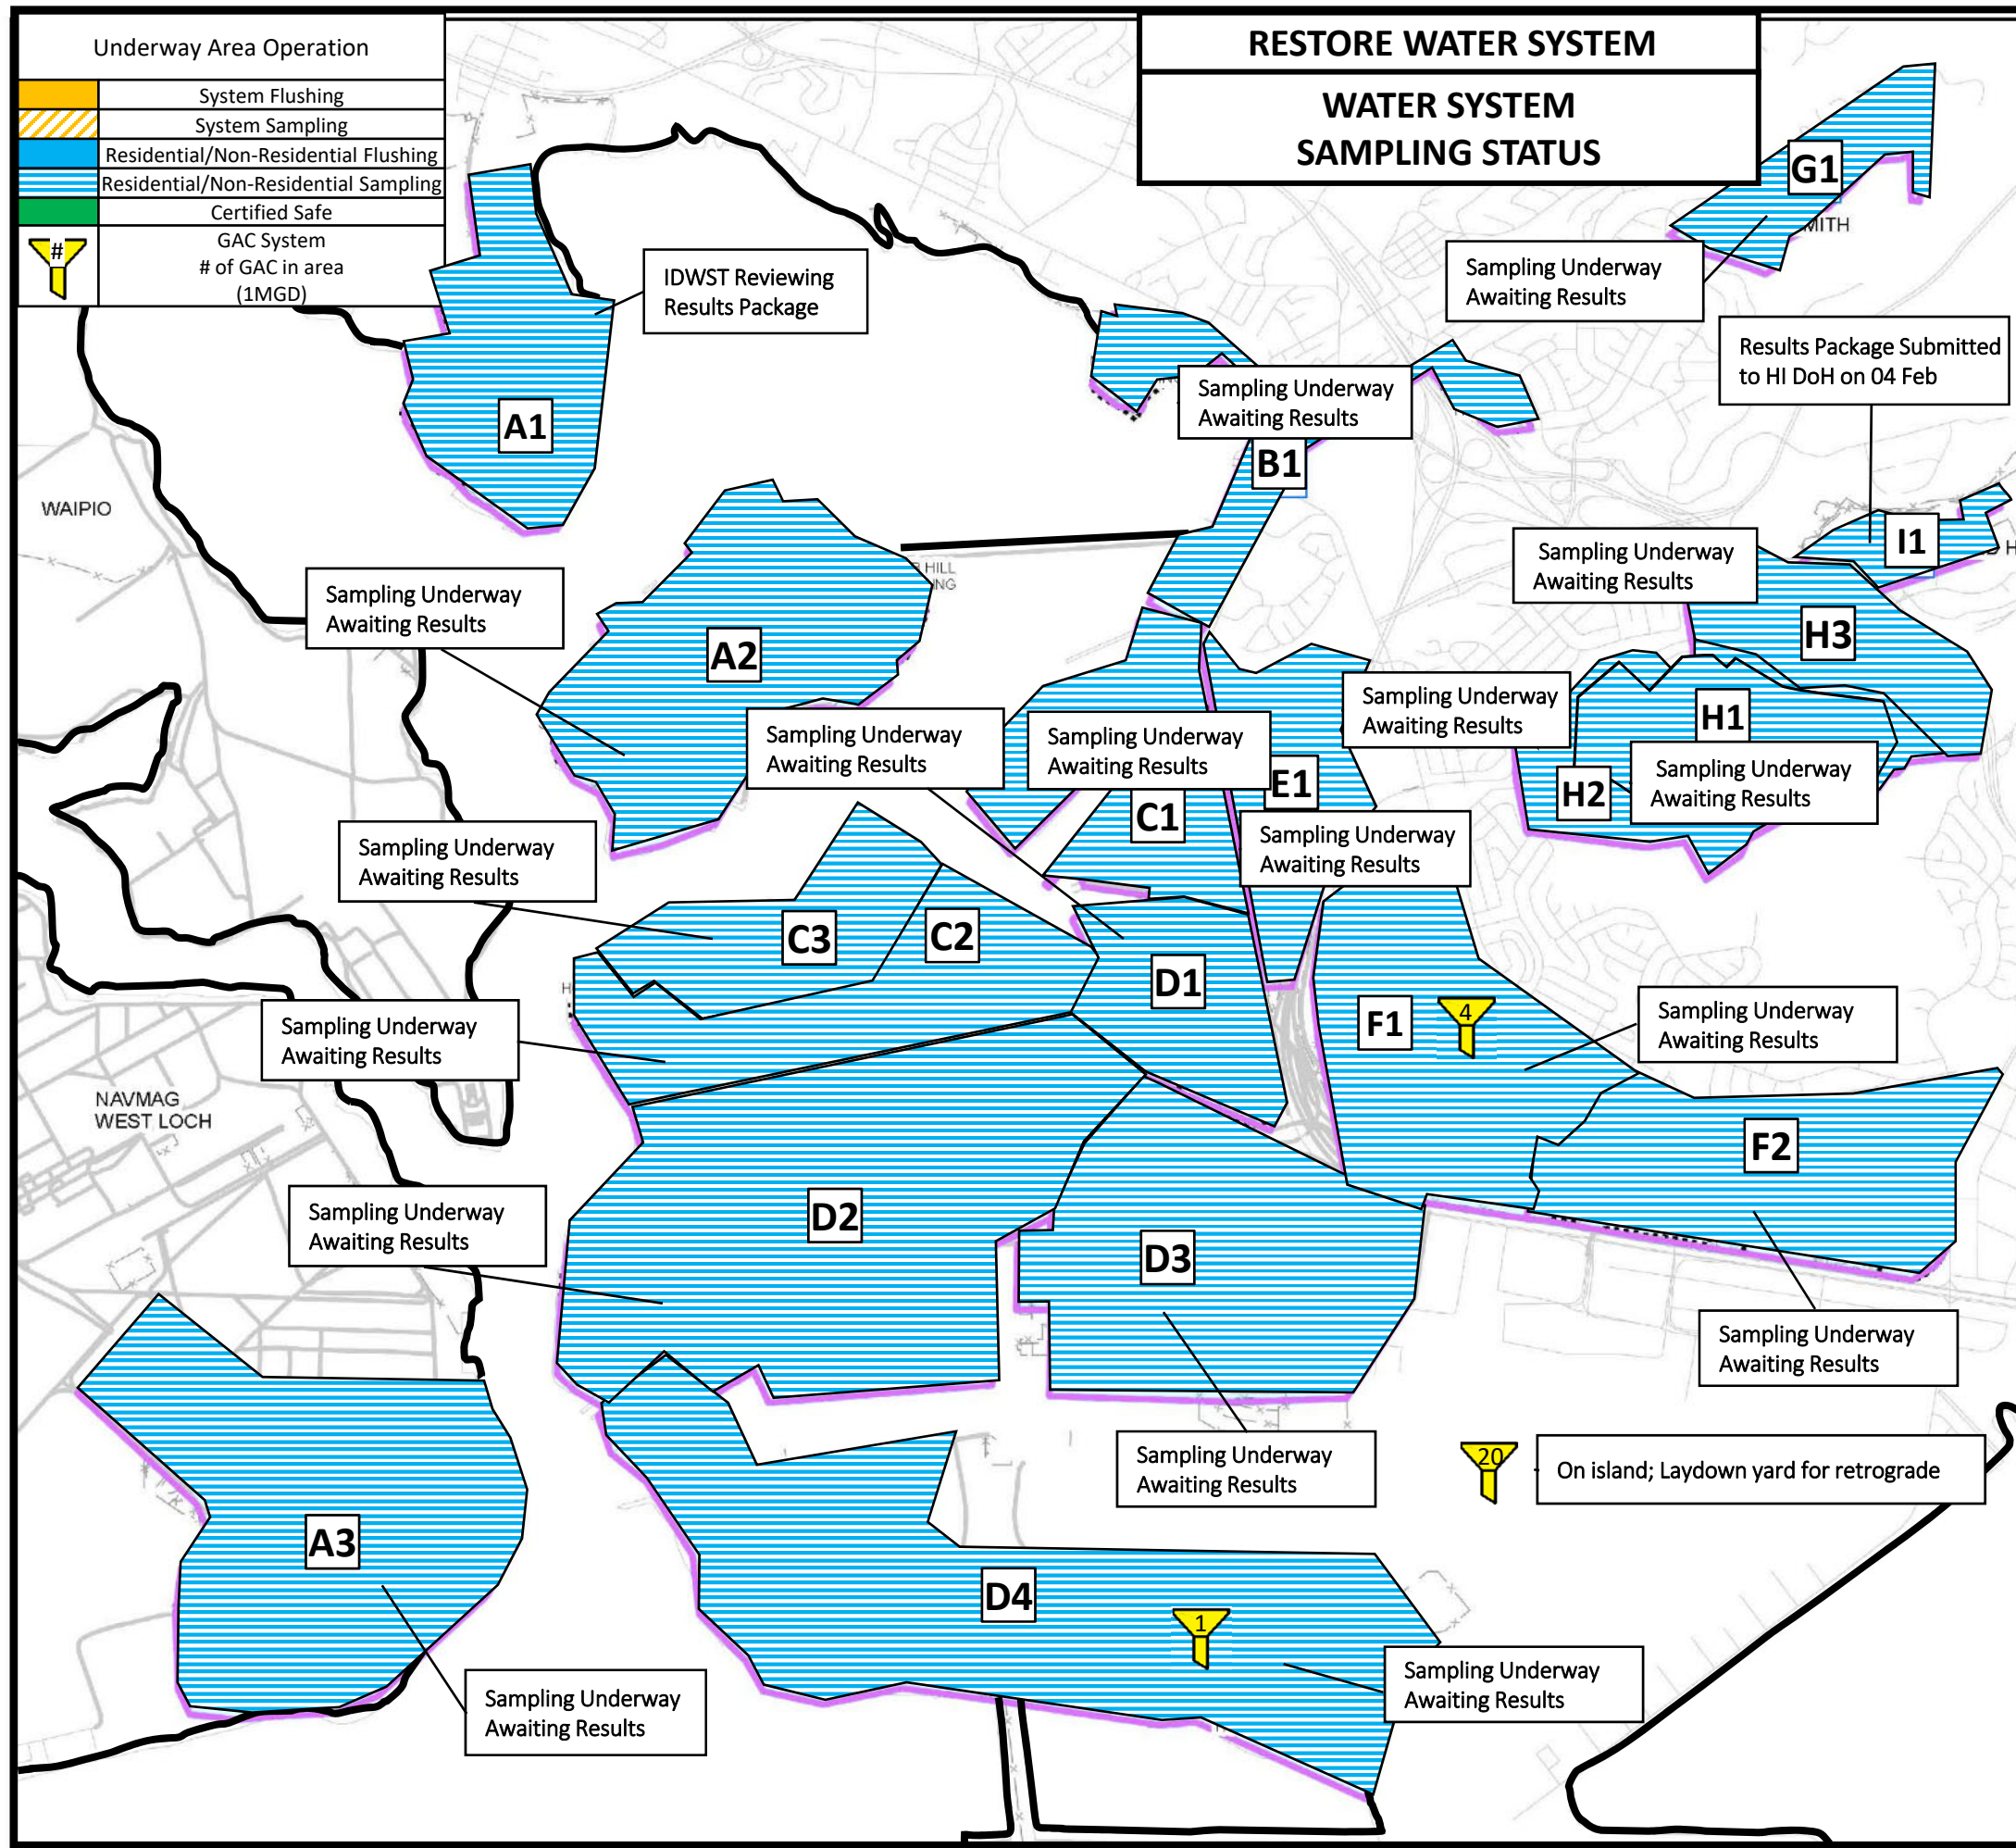 Underway Area Operation
System Flushing
System Sampling
Residential/Non-Residential Flushing
Residential/Non-Residential Sampling
Certified Safe
#
GAC System
# of GAC in area
(1MGD)
RESTORE WATER SYSTEM
WATER SYSTEM
SAMPLING STATUS
G1
MITH
Sampling Underway
Awaiting Results
IDWST Reviewing
Results Package
A1
Results Package Submitted
to HI DoH on 04 Feb
Sampling Underway
Awaiting Results
B1
WAIPIO
I1
Sampling Underway
Awaiting Results
HILL
Sampling Underway
Awaiting Results
A2
H3
Sampling Underway
Awaiting Results
H1
Sampling Underway
Awaiting Results
Sampling Underway
Awaiting Results
E1
H2
Sampling Underway
Awaiting Results
C1
Sampling Underway
Awaiting Results
Sampling Underway
Awaiting Results
C3
C2
D1
F1
4
Sampling Underway
Awaiting Results
Sampling Underway
Awaiting Results
NAVMAG
WEST LOCH
F2
Sampling Underway
Awaiting Results
D2
D3
Sampling Underway
Awaiting Results
Sampling Underway
Awaiting Results
20
On island; Laydown yard for retrograde
A3
D4
1
Sampling Underway
Awaiting Results
Sampling Underway
Awaiting Results